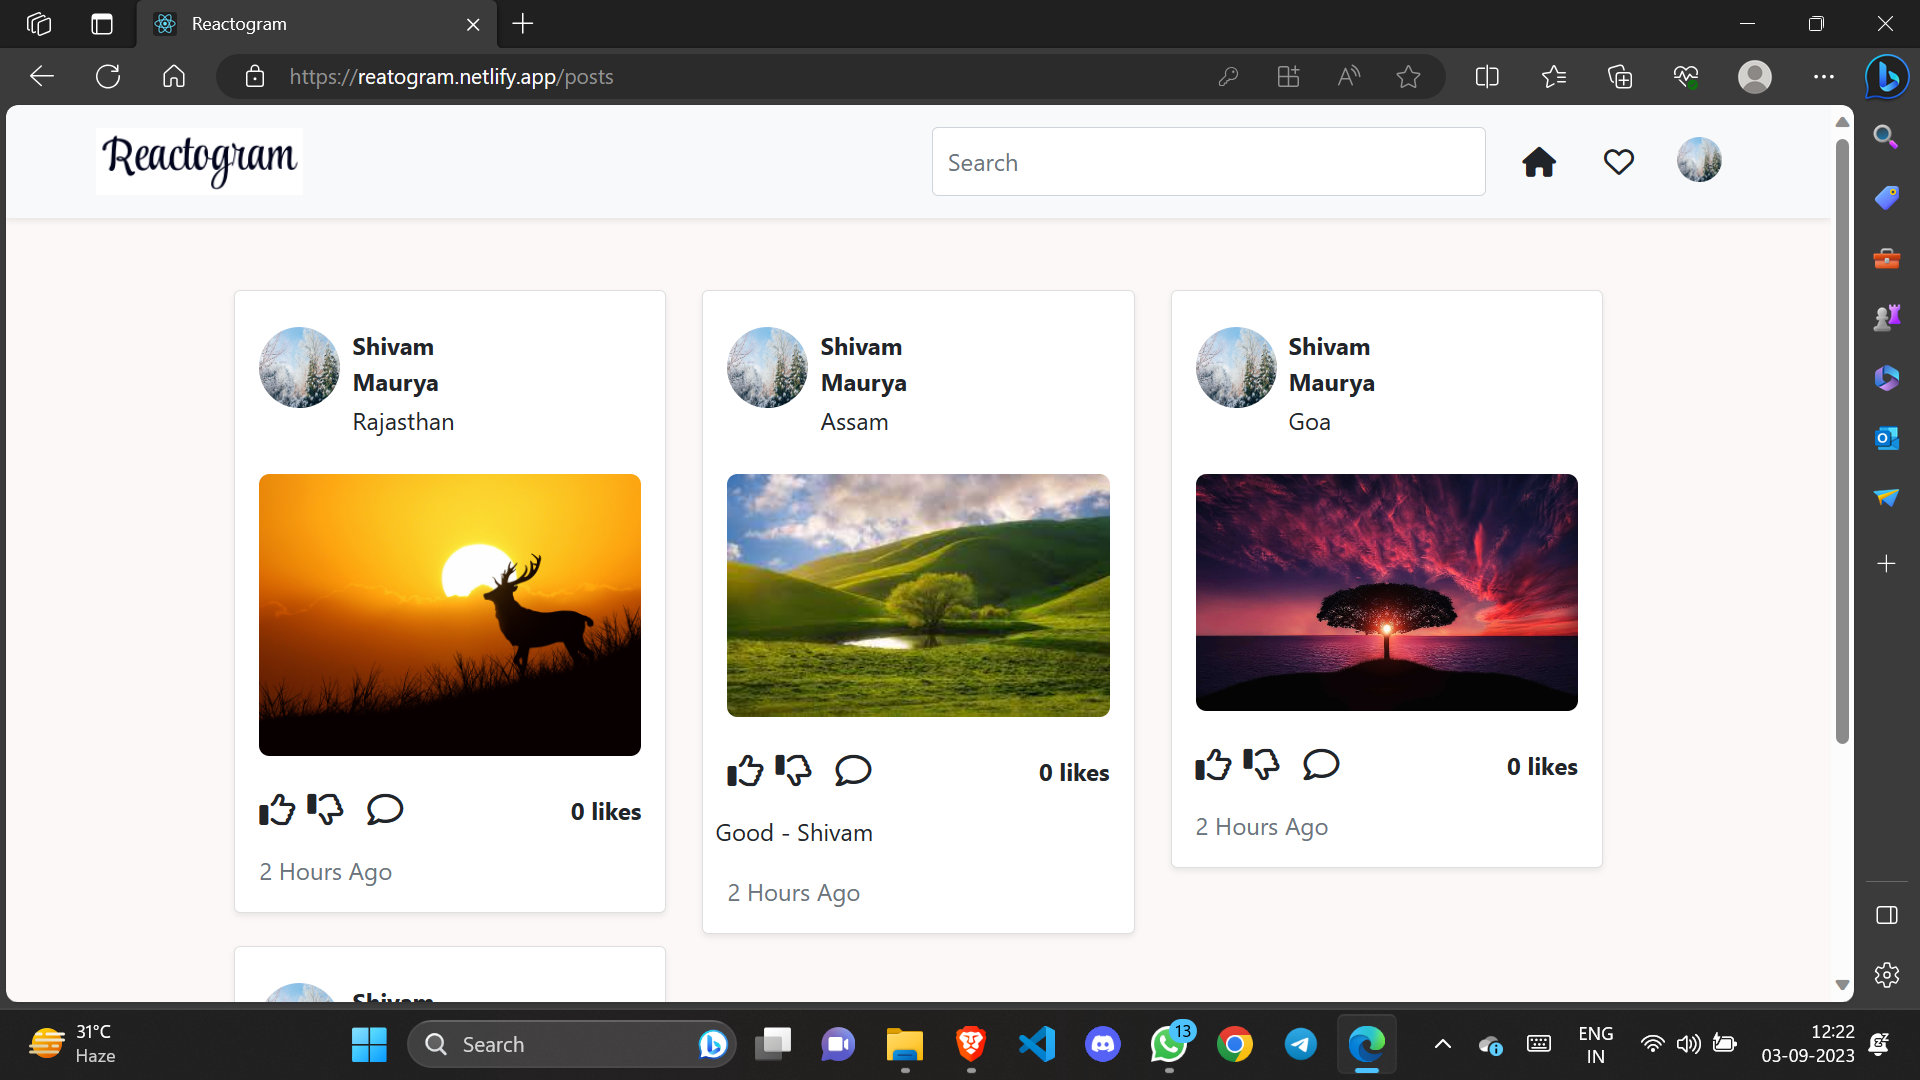 Reactogram
https://reatogram.netlify.app/posts
Reactogram
Search
Shivam
Maurya
Rajasthan
0 likes
2 Hours Ago
Shivam
Maurya
Assam
0 likes
Good - Shivam
2 Hours Ago
Shivam
Maurya
Goa
0 likes
2 Hours Ago
Shivam
31°C
Haze
Search
13
ENG
IN
12:22
03-09-2023